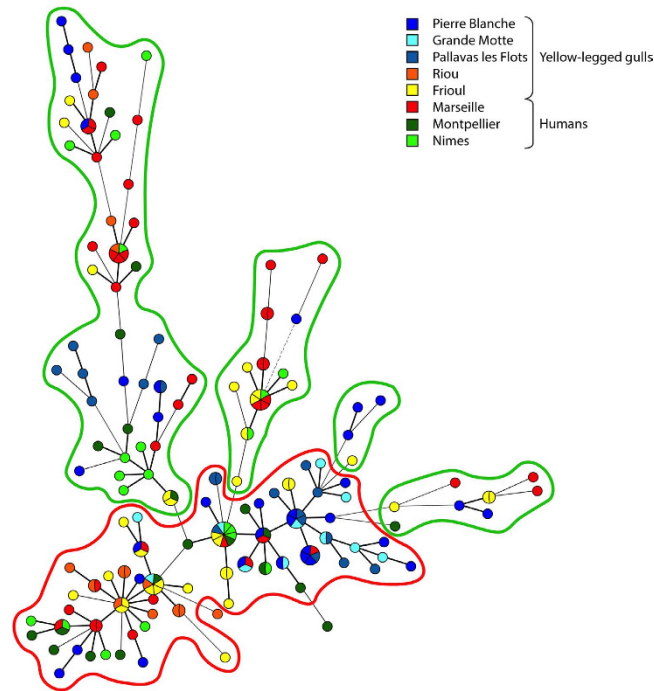 Pierre Blanche
Grande Motte
Pallavas les Flots
Riou
Frioul
Yellow-legged gulls
Marseille
Montpellier
Nimes
Humans